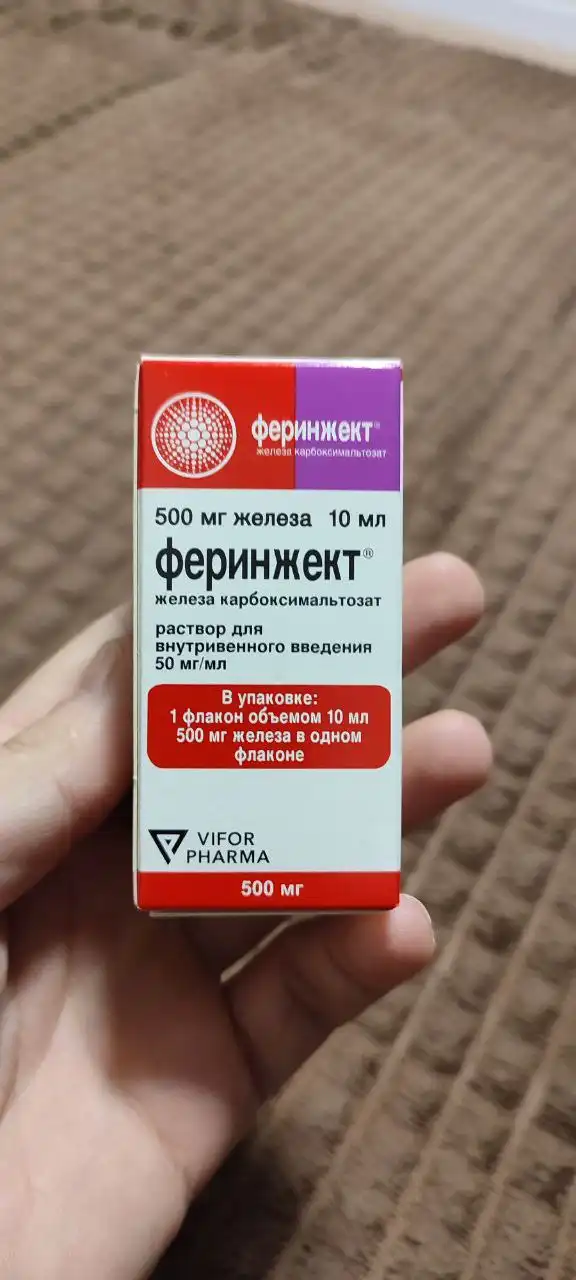 феринжект®
железа карбоксимальтозат
500 мг железа 10 мл
феринжект®
железа карбоксимальтозат
раствор для
внутривенного введения
50 мг/мл
В упаковке:
1 флакон объемом 10 мл
500 мг железа в одном
флаконе
VIFOR
PHARMA
500 мг